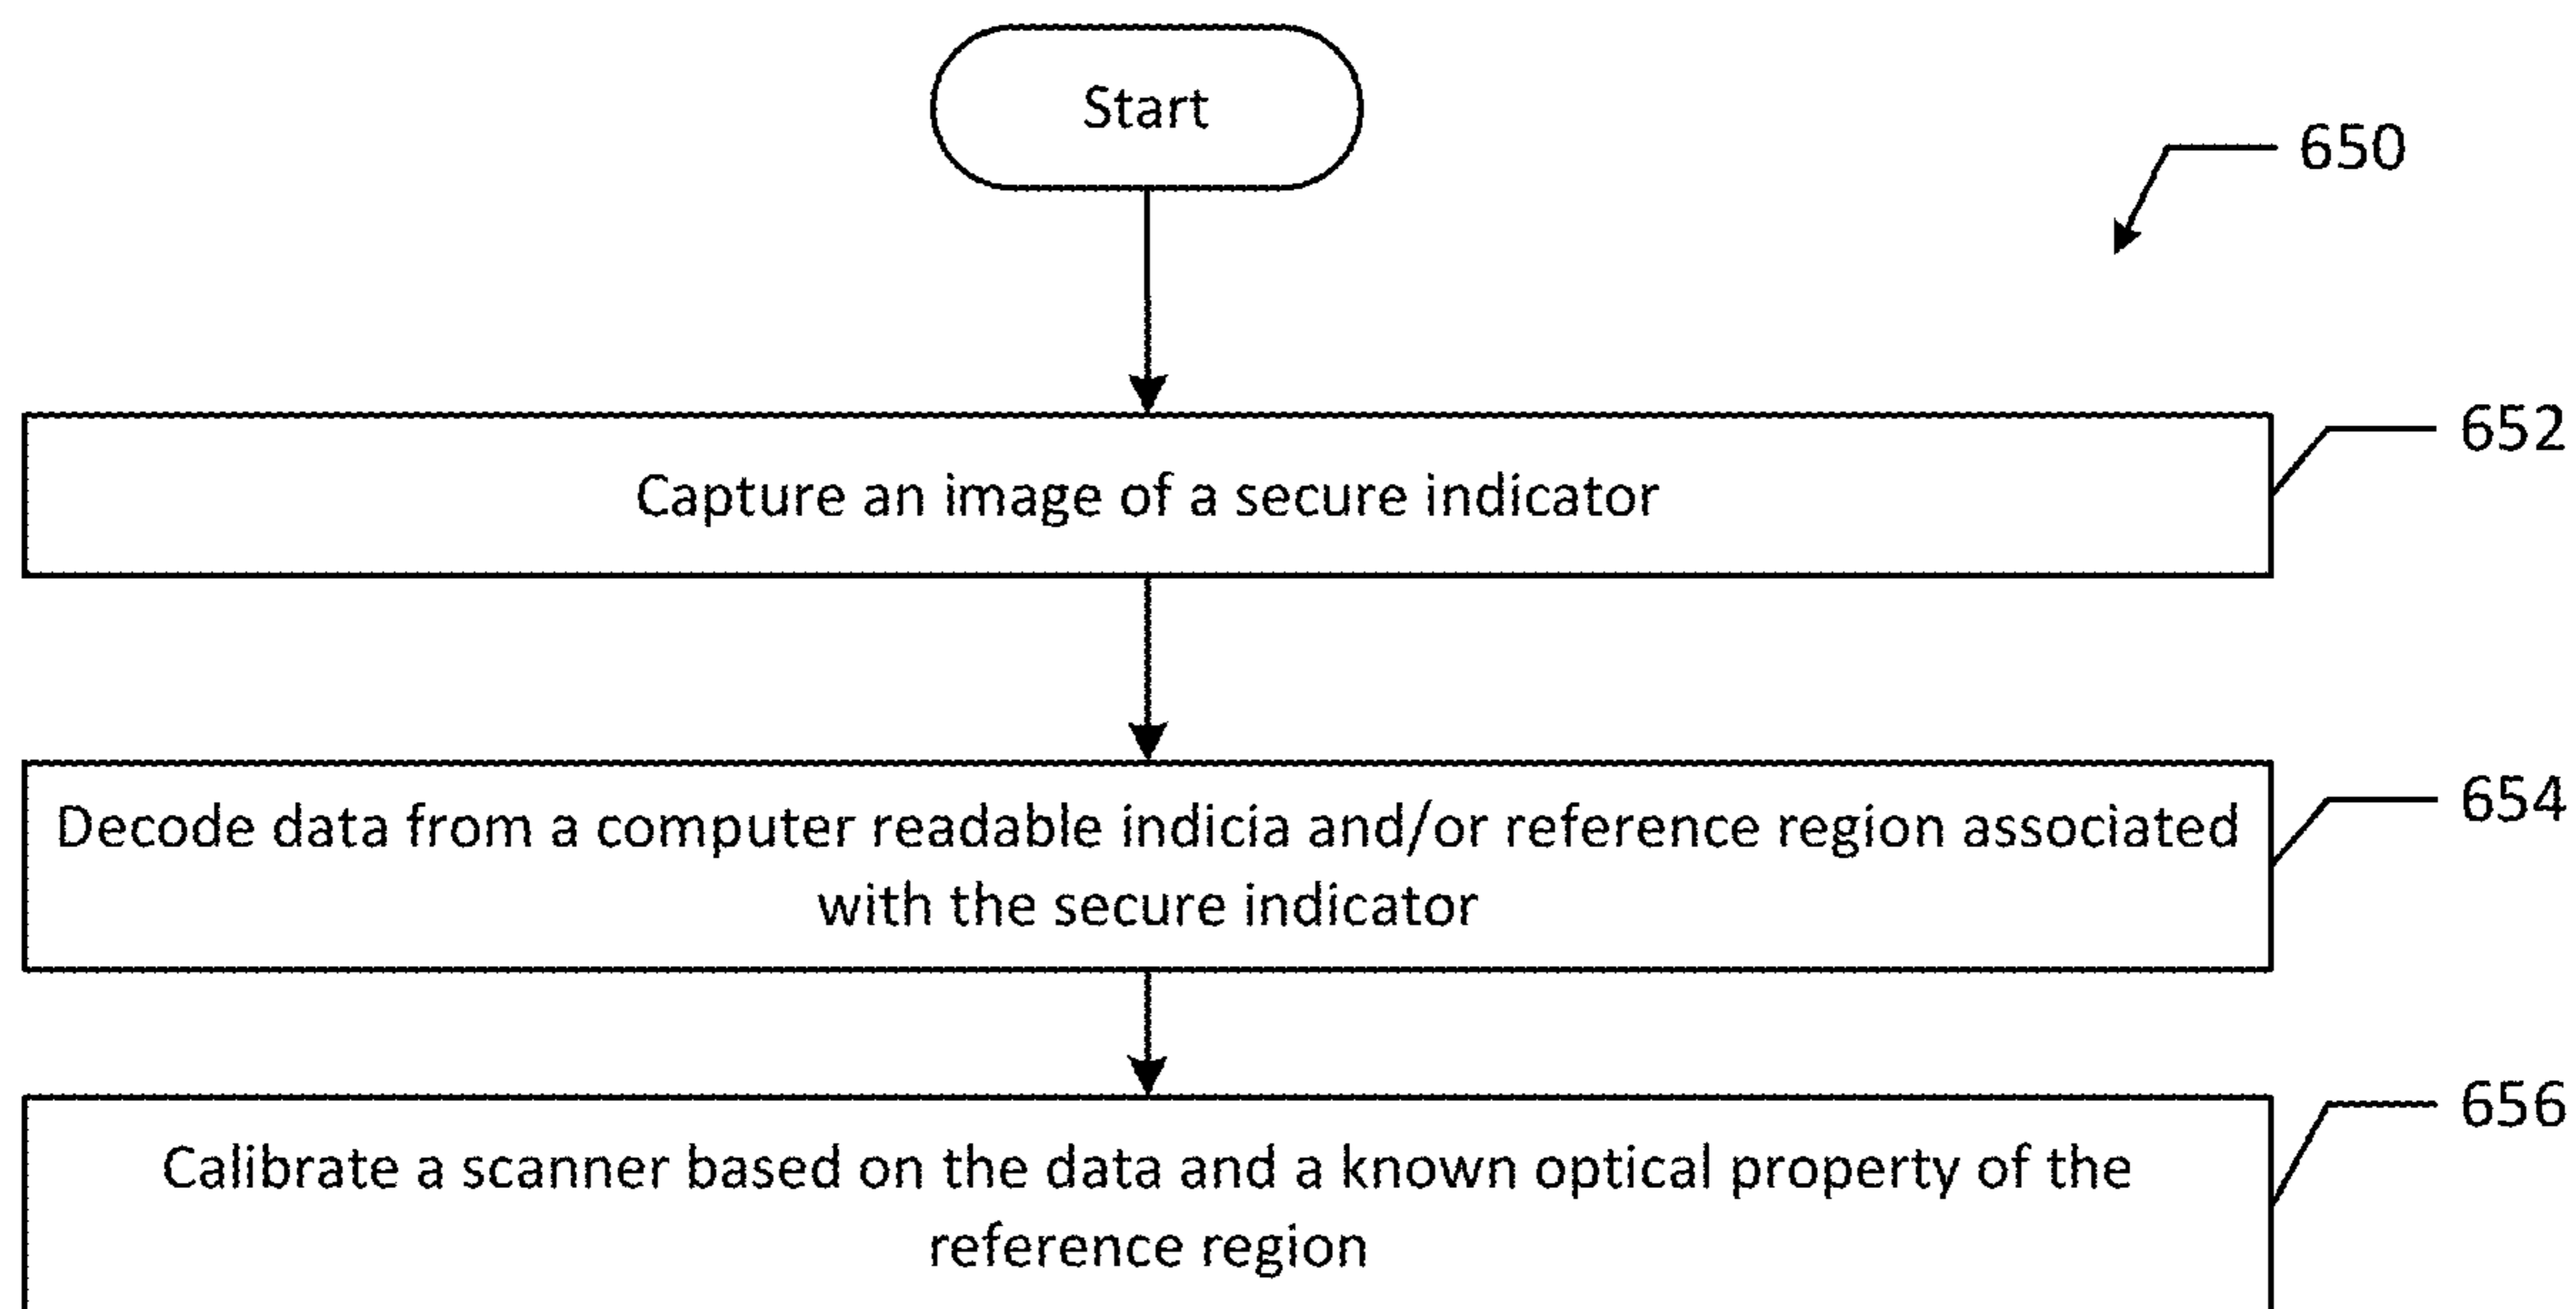 Start
650
652
Capture an image of a secure indicator
654
Decode data from a computer readable indicia and/or reference region associated
with the secure indicator
656
Calibrate a scanner based on the data and a known optical property of the
reference region